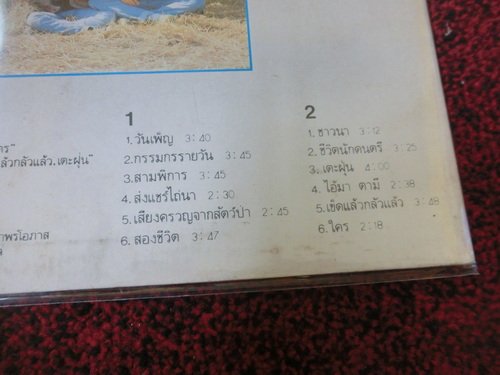 1
1. วันเพ็ญ 3:40
2. กรรมกรรายวัน 3:45
3. สามพิการ 3:45
4. ส่งแชร์ไถ่นา 2:30
5. เสียงครวญจากสัตว์ป่า 2:45
6. สองชีวิต 3:47
2
1. ชาวนา 3:12
2. ชีวิตนักดนตรี 3:25
3. เตะฝุ่น 4:00
4. ไอ้มา ตามี 2:38
5. เข็ดแล้วกลัวแล้ว 3:48
6. ใคร 2:18
ล้วกลัวแล้ว, เตะฝุ่น"